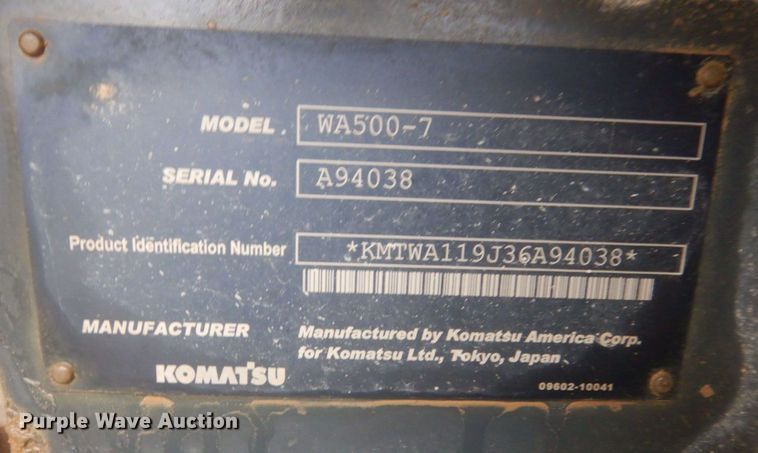 MODEL WA500-7
SERIAL No. A94038
Product Identification Number *KMTWA119J36A94038*
MANUFACTURER Manufactured by Komatsu America Corp.
for Komatsu Ltd., Tokyo, Japan
KOMATSU
09602-10041
Purple Wave Auction